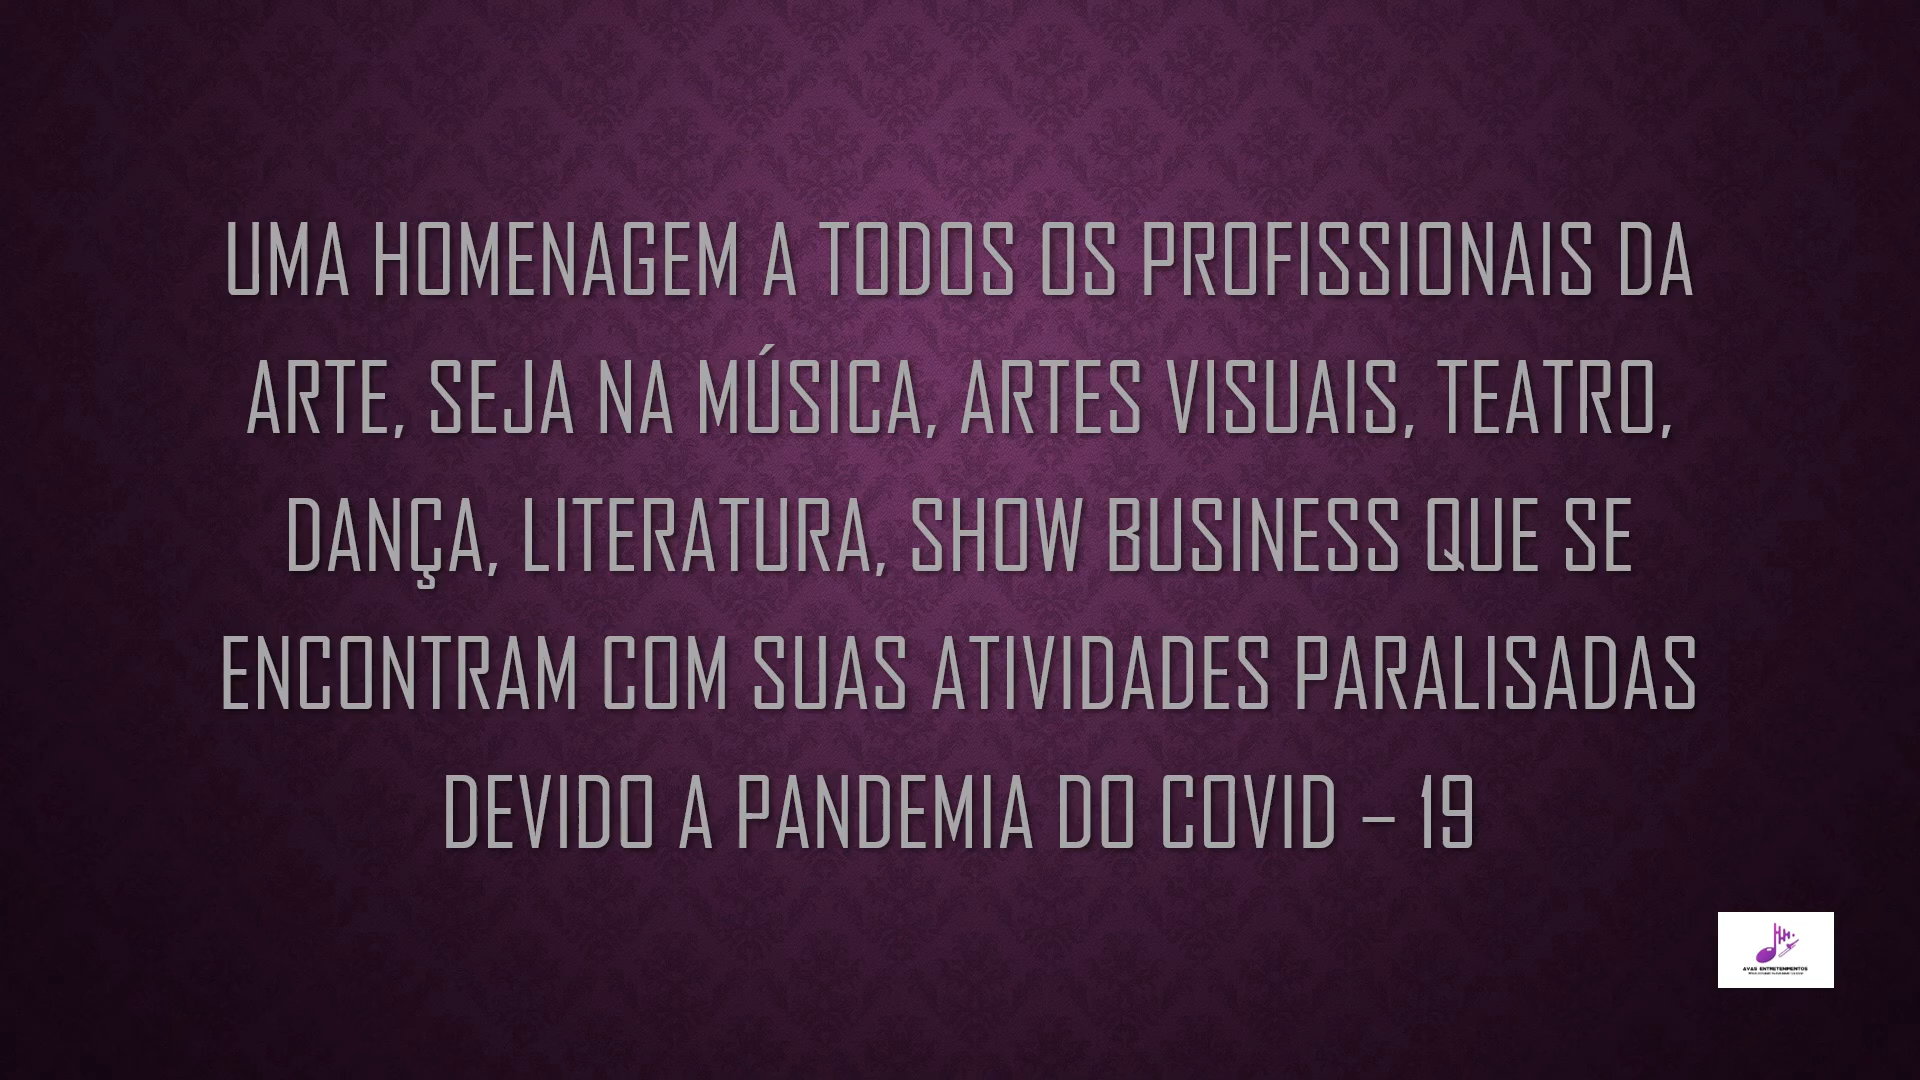 UMA HOMENAGEM A TODOS OS PROFISSIONAIS DA
ARTE, SEJA NA MÚSICA, ARTES VISUAIS, TEATRO,
DANÇA, LITERATURA, SHOW BUSINESS QUE SE
ENCONTRAM COM SUAS ATIVIDADES PARALISADAS
DEVIDO A PANDEMIA DO COVID – 19
AVAS ENTRETENIMENTOS